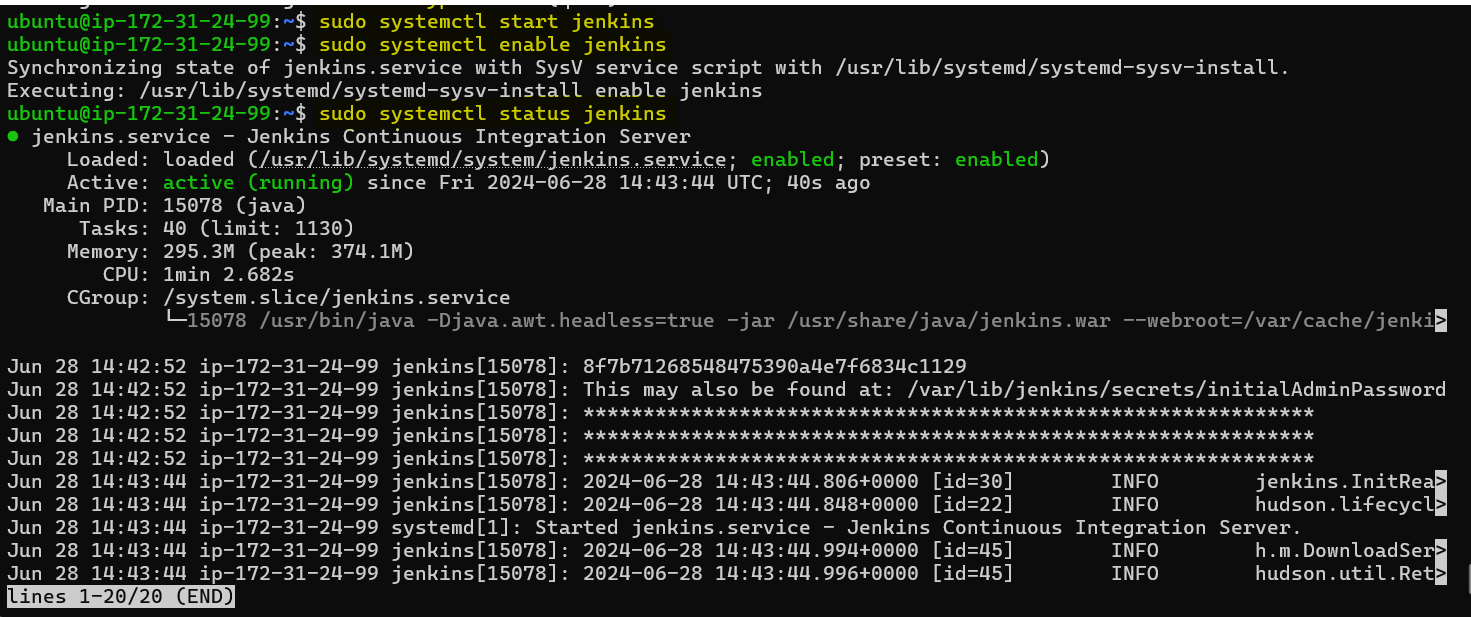 ubuntu@ip-172-31-24-99:~$ sudo systemctl start jenkins
ubuntu@ip-172-31-24-99:~$ sudo systemctl enable jenkins
Synchronizing state of jenkins.service with SysV service script with /usr/lib/systemd/systemd-sysv-install.
Executing: /usr/lib/systemd/systemd-sysv-install enable jenkins
ubuntu@ip-172-31-24-99:~$ sudo systemctl status jenkins
● jenkins.service - Jenkins Continuous Integration Server
     Loaded: loaded (/usr/lib/systemd/system/jenkins.service; enabled; preset: enabled)
     Active: active (running) since Fri 2024-06-28 14:43:44 UTC; 40s ago
   Main PID: 15078 (java)
      Tasks: 40 (limit: 1130)
     Memory: 295.3M (peak: 374.1M)
        CPU: 1min 2.682s
     CGroup: /system.slice/jenkins.service
             └─15078 /usr/bin/java -Djava.awt.headless=true -jar /usr/share/java/jenkins.war --webroot=/var/cache/jenki>
Jun 28 14:42:52 ip-172-31-24-99 jenkins[15078]: 8f7b71268548475390a4e7f6834c1129
Jun 28 14:42:52 ip-172-31-24-99 jenkins[15078]: This may also be found at: /var/lib/jenkins/secrets/initialAdminPassword
Jun 28 14:42:52 ip-172-31-24-99 jenkins[15078]: *************************************************************
Jun 28 14:42:52 ip-172-31-24-99 jenkins[15078]: *************************************************************
Jun 28 14:42:52 ip-172-31-24-99 jenkins[15078]: *************************************************************
Jun 28 14:43:44 ip-172-31-24-99 jenkins[15078]: 2024-06-28 14:43:44.806+0000 [id=30]        INFO        jenkins.InitRea>
Jun 28 14:43:44 ip-172-31-24-99 jenkins[15078]: 2024-06-28 14:43:44.848+0000 [id=22]        INFO        hudson.lifecycl>
Jun 28 14:43:44 ip-172-31-24-99 systemd[1]: Started jenkins.service - Jenkins Continuous Integration Server.
Jun 28 14:43:44 ip-172-31-24-99 jenkins[15078]: 2024-06-28 14:43:44.994+0000 [id=45]        INFO        h.m.DownloadSer>
Jun 28 14:43:44 ip-172-31-24-99 jenkins[15078]: 2024-06-28 14:43:44.996+0000 [id=45]        INFO        hudson.util.Ret>
lines 1-20/20 (END)